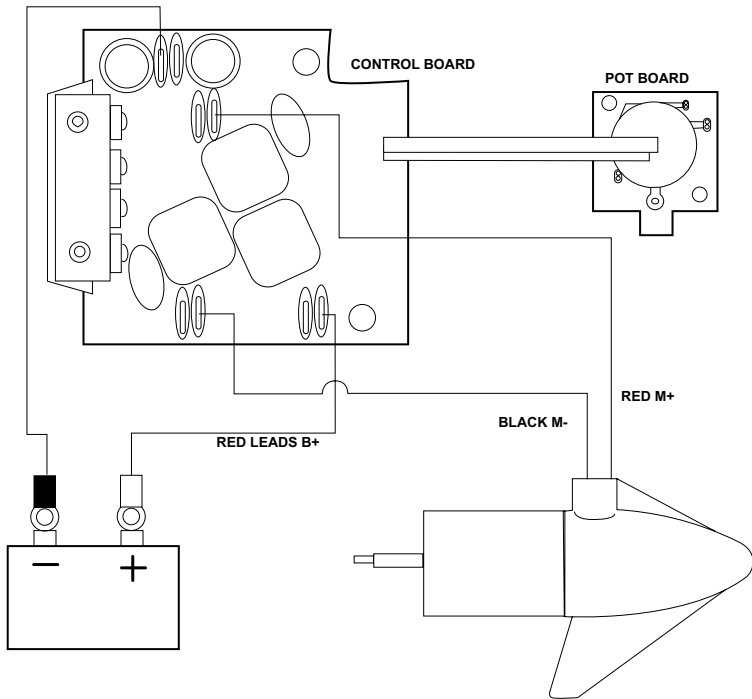 CONTROL BOARD
POT BOARD
RED M+
BLACK M-
RED LEADS B+
− +